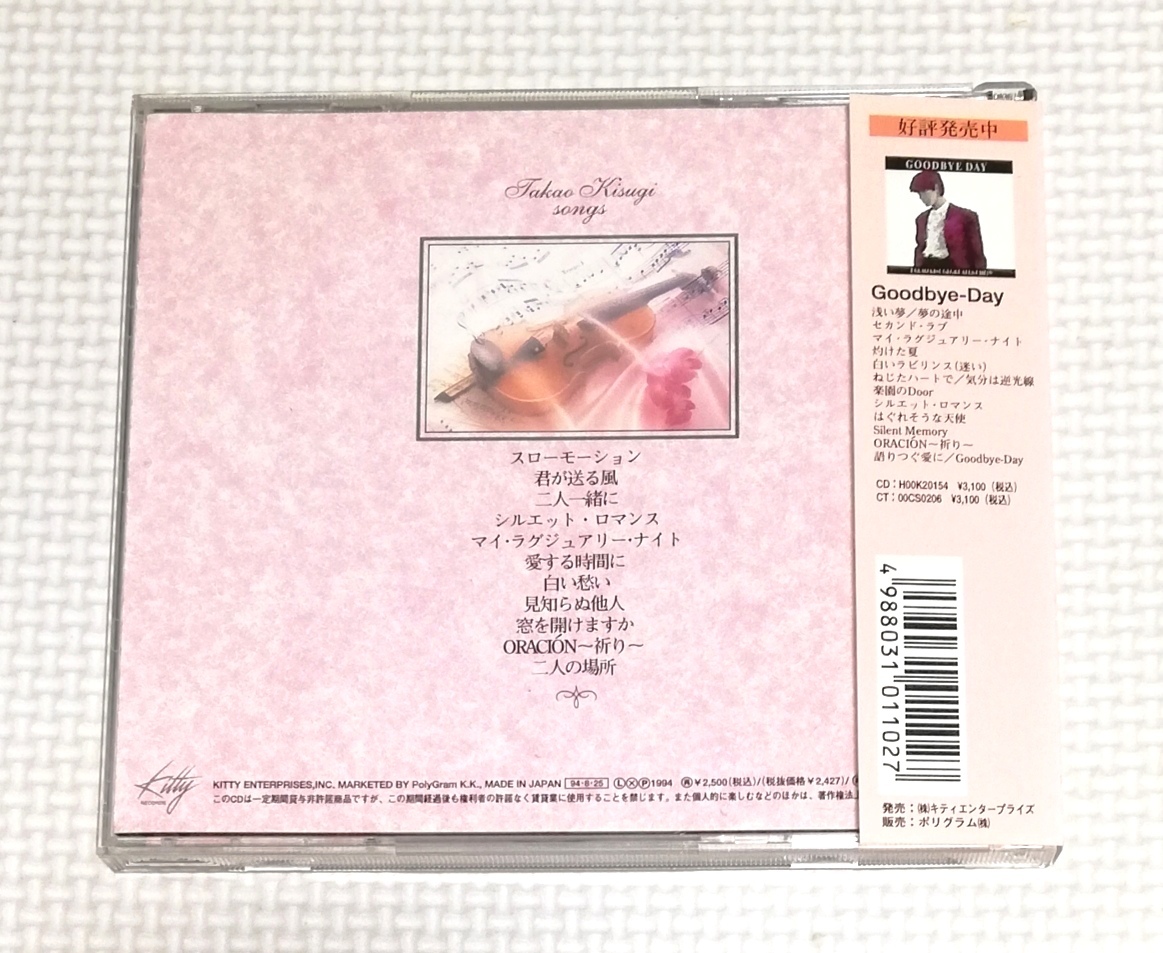 Takao Kisugi
songs
スローモーション
君が送る風
二人一緒に
シルエット・ロマンス
マイ・ラグジュアリー・ナイト
愛する時間に
白い愁い
見知らぬ他人
窓を開けますか
ORACIÓN〜祈り〜
二人の場所
Kitty
RECORDS
KITTY ENTERPRISES,INC. MARKETED BY PolyGram K.K., MADE IN JAPAN 94・8・25 ⓁⓍⓅ1994 Ⓡ¥2,500(税込)/(税抜価格¥2,427)/
このCDは一定期間貸与非許諾商品ですが、この期間経過後も権利者の許諾なく賃貸業に使用することを禁じます。また個人的に楽しむなどのほかは、著作権法上
好評発売中
GOODBYE DAY
Goodbye-Day
浅い夢／夢の途中
セカンド・ラブ
マイ・ラグジュアリー・ナイト
灼けた夏
白いラビリンス(迷い)
ねじたハートで／気分は逆光線
楽園のDoor
シルエット・ロマンス
はぐれそうな天使
Silent Memory
ORACIÓN〜祈り〜
語りつぐ愛に／Goodbye-Day
CD：H00K20154 ¥3,100（税込）
CT：00CS0206 ¥3,100（税込）
4 988031 011027
発売：㈱キティエンタープライズ
販売：ポリグラム㈱